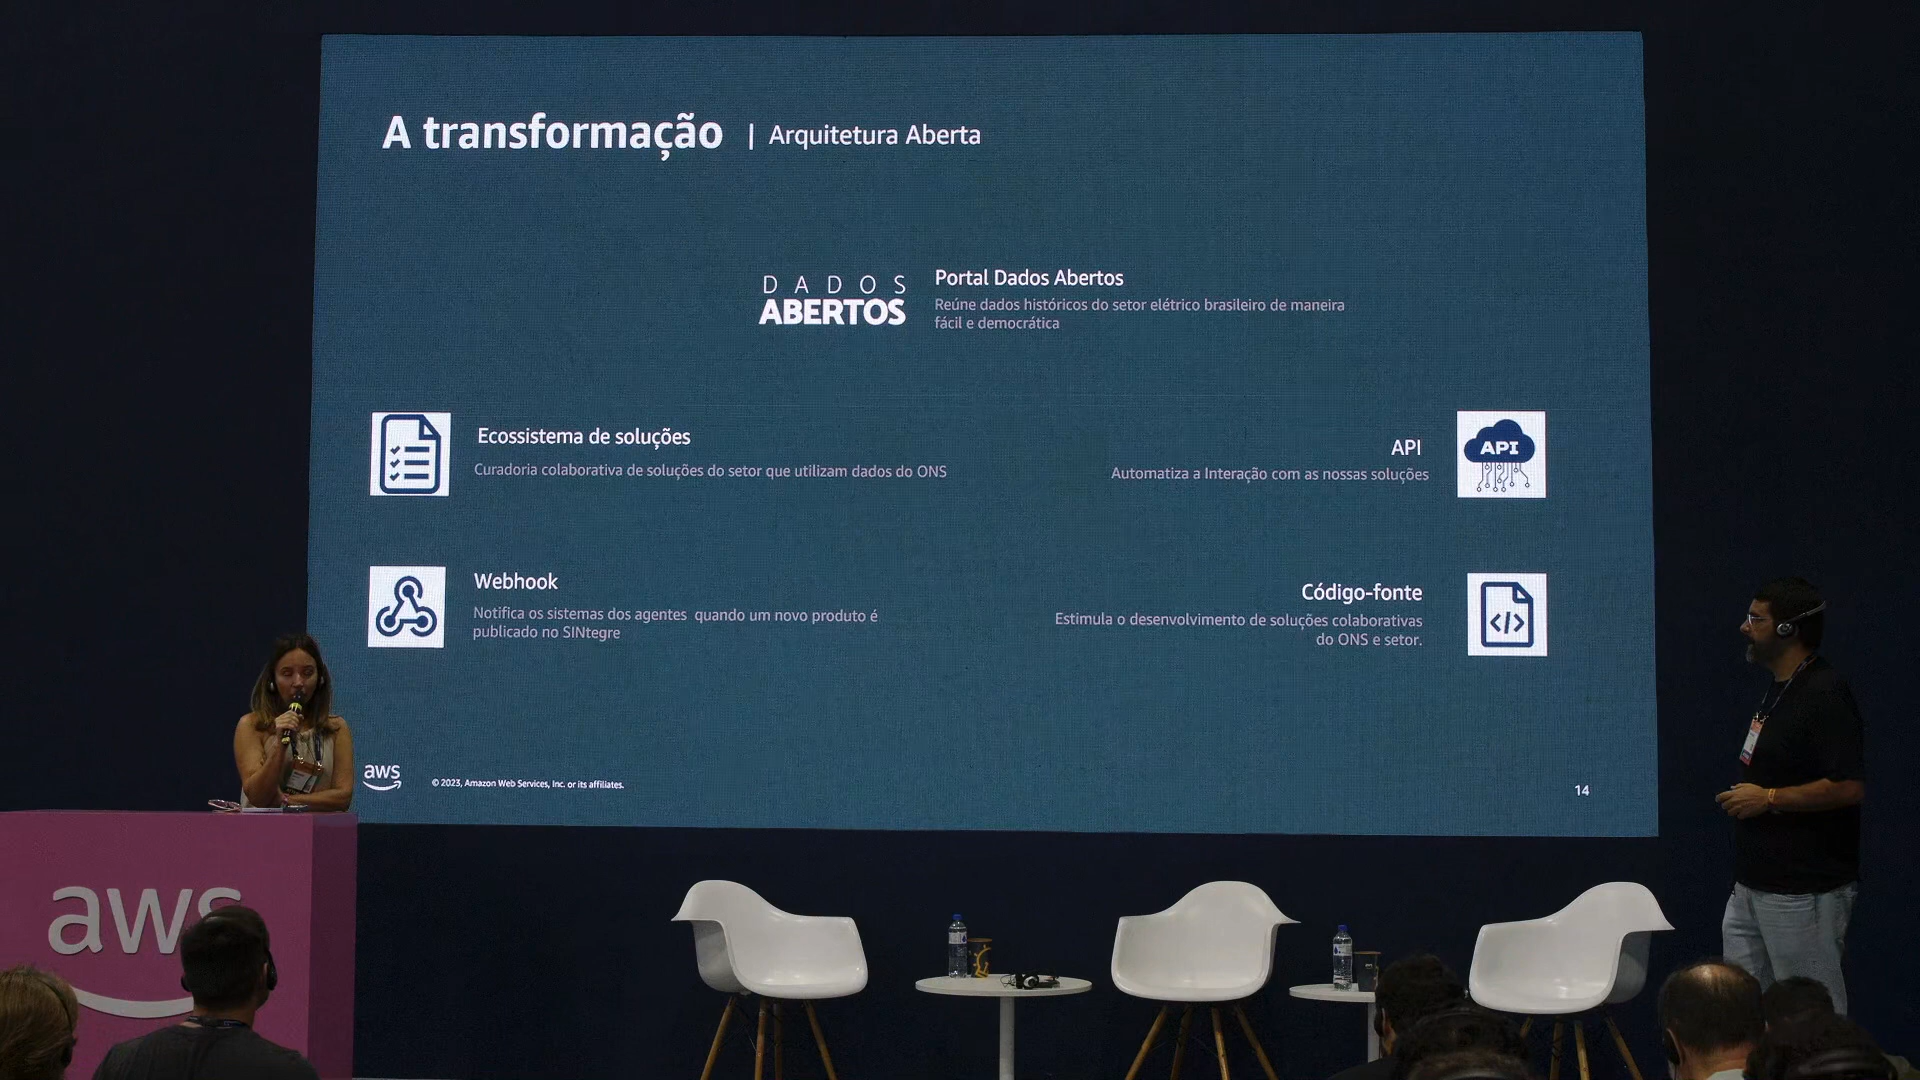 A transformação | Arquitetura Aberta
DADOS
ABERTOS
Portal Dados Abertos
Reúne dados históricos do setor elétrico brasileiro de maneira
fácil e democrática
Ecossistema de soluções
Curadoria colaborativa de soluções do setor que utilizam dados do ONS
API
Automatiza a Interação com as nossas soluções
API
Webhook
Notifica os sistemas dos agentes quando um novo produto é
publicado no SINtegre
Código-fonte
Estimula o desenvolvimento de soluções colaborativas
do ONS e setor.
</>
aws
© 2023, Amazon Web Services, Inc. or its affiliates.
14
aws